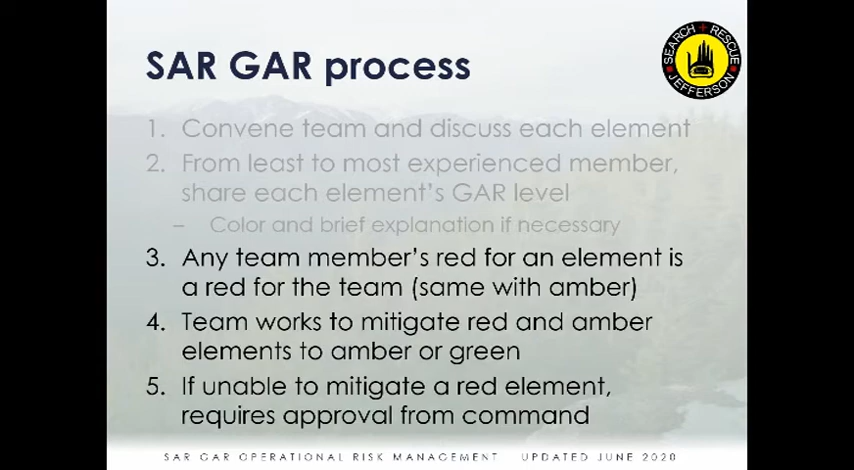 SAR GAR process
SEARCH + RESCUE
JEFFERSON
1. Convene team and discuss each element
2. From least to most experienced member,
share each element's GAR level
– Color and brief explanation if necessary
3. Any team member's red for an element is
a red for the team (same with amber)
4. Team works to mitigate red and amber
elements to amber or green
5. If unable to mitigate a red element,
requires approval from command
SAR GAR OPERATIONAL RISK MANAGEMENT UPDATED JUNE 2020